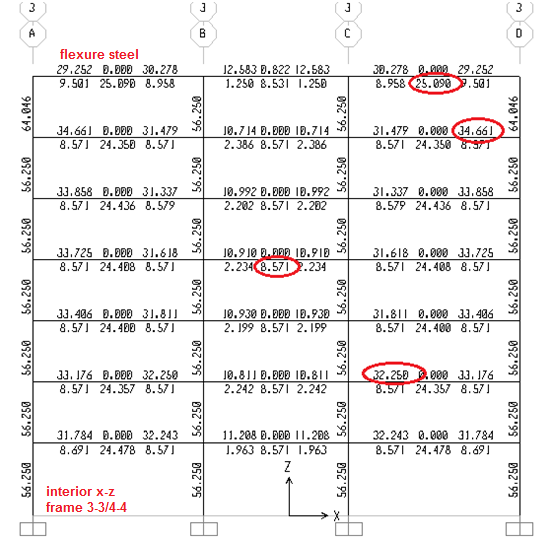 3 3 3 3
A B C D
flexure steel
29.252 0.000 30.278 12.583 0.822 12.583 30.278 0.000 29.252
9.501 25.090 8.958 1.250 8.531 1.250 8.958 25.090 9.501
64.046 56.250 56.250 64.046
34.661 0.000 31.479 10.714 0.000 10.714 31.479 0.000 34.661
8.571 24.350 8.571 2.386 8.571 2.386 8.571 24.350 8.571
56.250 56.250 56.250 56.250
33.858 0.000 31.337 10.992 0.000 10.992 31.337 0.000 33.858
8.571 24.436 8.579 2.202 8.571 2.202 8.579 24.436 8.571
56.250 56.250 56.250 56.250
33.725 0.000 31.618 10.910 0.000 10.910 31.618 0.000 33.725
8.571 24.408 8.571 2.234 8.571 2.234 8.571 24.408 8.571
56.250 56.250 56.250 56.250
33.406 0.000 31.811 10.930 0.000 10.930 31.811 0.000 33.406
8.571 24.400 8.571 2.199 8.571 2.199 8.571 24.400 8.571
56.250 56.250 56.250 56.250
33.176 0.000 32.250 10.811 0.000 10.811 32.250 0.000 33.176
8.571 24.357 8.571 2.242 8.571 2.242 8.571 24.357 8.571
56.250 56.250 56.250 56.250
31.784 0.000 32.243 11.208 0.000 11.208 32.243 0.000 31.784
8.691 24.478 8.571 1.963 8.571 1.963 8.571 24.478 8.691
56.250 56.250 56.250 56.250
Z
X
interior x-z
frame 3-3/4-4